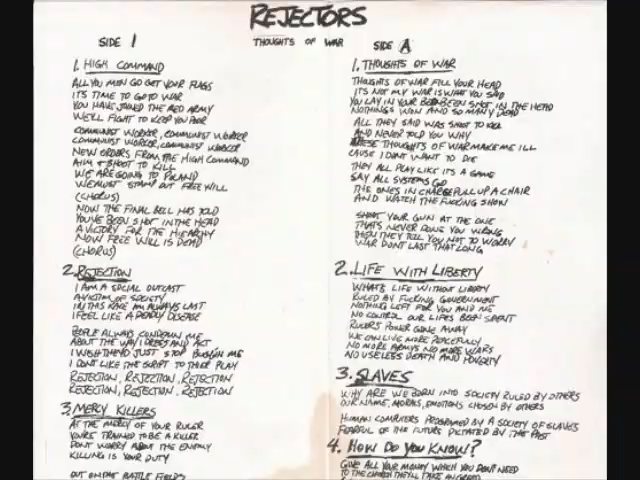 REJECTORS
THOUGHTS OF WAR
SIDE 1
1. HIGH COMMAND
ALL YOU MEN GO GET YOUR FLAGS
ITS TIME TO GO TO WAR
YOU HAVE JOINED THE RED ARMY
WE'LL FIGHT TO KEEP YOU POOR
COMMUNIST WORKER, COMMUNIST WORKER
COMMUNIST WORKER, COMMUNIST WORKER
NEW ORDERS FROM THE HIGH COMMAND
AIM & SHOOT TO KILL
WE ARE GOING TO POLAND
WE MUST STAMP OUT FREE WILL
(CHORUS)
NOW THE FINAL BELL HAS TOLD
YOU'VE BEEN SHOT IN THE HEAD
A VICTORY FOR THE HIERARCHY
NOW FREE WILL IS DEAD
(CHORUS)
2. REJECTION
I AM A SOCIAL OUTCAST
A VICTIM OF SOCIETY
IN THIS RACE AM ALWAYS LAST
I FEEL LIKE A DEADLY DISEASE
PEOPLE ALWAYS CONDEMN ME
ABOUT THE WAY I DRESS AND ACT
I WISH THEY'D JUST STOP BUGGIN ME
I DONT LIKE THE SCRIPT TO THEIR PLAY
REJECTION, REJECTION, REJECTION
REJECTION, REJECTION, REJECTION
3. MERCY KILLERS
AT THE MERCY OF YOUR RULER
YOURE TRAINED TO BE A KILLER
DONT WORRY ABOUT THE ENEMY
KILLING IS YOUR DUTY
OUT ON THE BATTLE FIELDS
SIDE A
1. THOUGHTS OF WAR
THOUGHTS OF WAR FILL YOUR HEAD
ITS NOT MY WAR IS WHAT YOU SAID
YOU LAY IN YOUR BED BEEN SHOT IN THE HEAD
NOTHINGS WON AND SO MANY DEAD
ALL THEY SAID WAS SHOOT TO KILL
AND NEVER TOLD YOU WHY
THESE THOUGHTS OF WAR MAKE ME ILL
CAUSE I DONT WANT TO DIE
THEY ALL PLAY LIKE ITS A GAME
SAY ALL SYSTEMS GO
THE ONES IN CHARGE PULL UP A CHAIR
AND WATCH THE FUCKING SHOW
SHOOT YOUR GUN AT THE ONE
THATS NEVER DONE YOU WRONG
THEN THEY TELL YOU NOT TO WORRY
WAR DONT LAST THAT LONG
2. LIFE WITH LIBERTY
WHATS LIFE WITHOUT LIBERTY
RULED BY FUCKING GOVERNMENT
NOTHING LEFT FOR YOU AND ME
NO CONTROL OUR LIFES BEEN SPENT
RULERS POWER GONE AWAY
WE CAN LIVE MORE PEACEFULLY
NO MORE ARMYS NO MORE WARS
NO USELESS DEATH AND POVERTY
3. SLAVES
WHY ARE WE BORN INTO SOCIETY RULED BY OTHERS
OUR NAME, MORALS, EMOTIONS CHOSEN BY OTHERS
HUMAN COMPUTERS PROGRAMED BY A SOCIETY OF SLAVES
FEARFUL OF THE FUTURE DICTATED BY THE PAST
4. HOW DO YOU KNOW?
GIVE ALL YOUR MONEY WHICH YOU DONT NEED
TO THE CHURCH THEY'LL TAKE